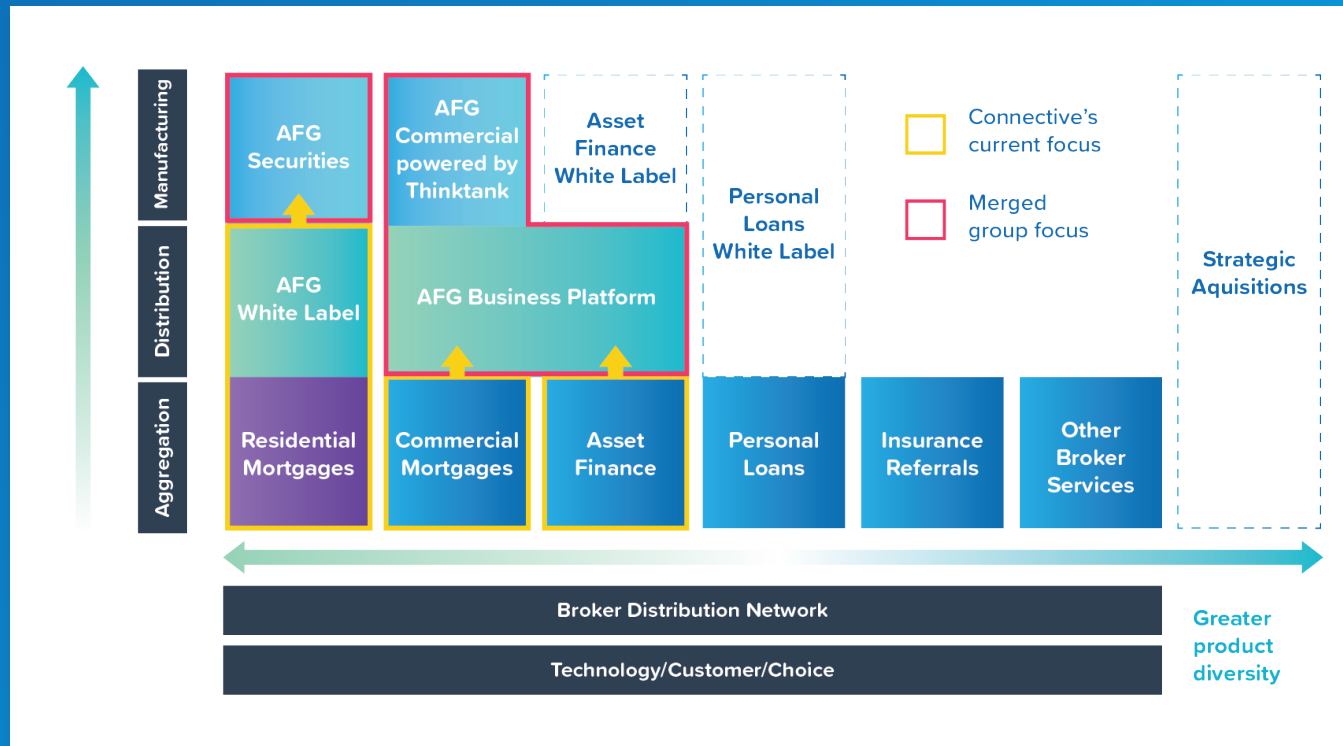 Manufacturing
AFG
Securities
AFG
Commercial
powered by
Thinktank
Asset
Finance
White Label
Personal
Loans
White Label
Connective's
current focus
Merged
group focus
Strategic
Aquisitions
Distribution
AFG
White Label
AFG Business Platform
Aggregation
Residential
Mortgages
Commercial
Mortgages
Asset
Finance
Personal
Loans
Insurance
Referrals
Other
Broker
Services
Broker Distribution Network
Technology/Customer/Choice
Greater
product
diversity